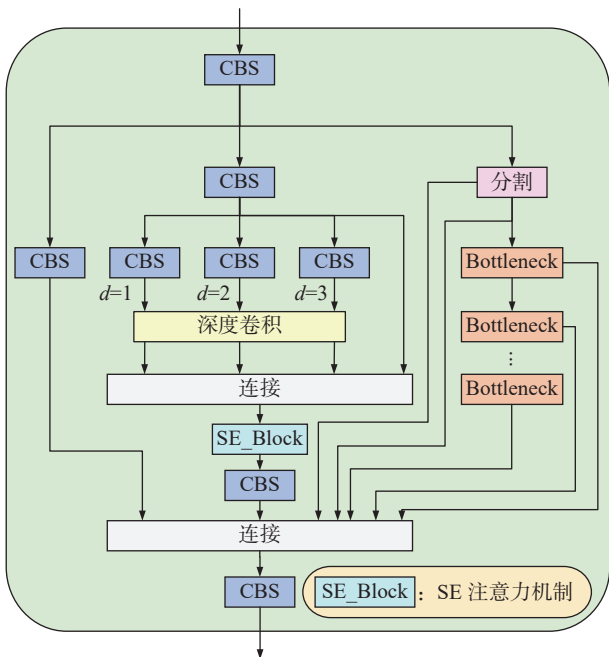 CBS
CBS
分割
CBS
CBS
CBS
CBS
Bottleneck
d=1
d=2
d=3
深度卷积
Bottleneck
⋮
连接
Bottleneck
SE_Block
CBS
连接
CBS
SE_Block：SE 注意力机制